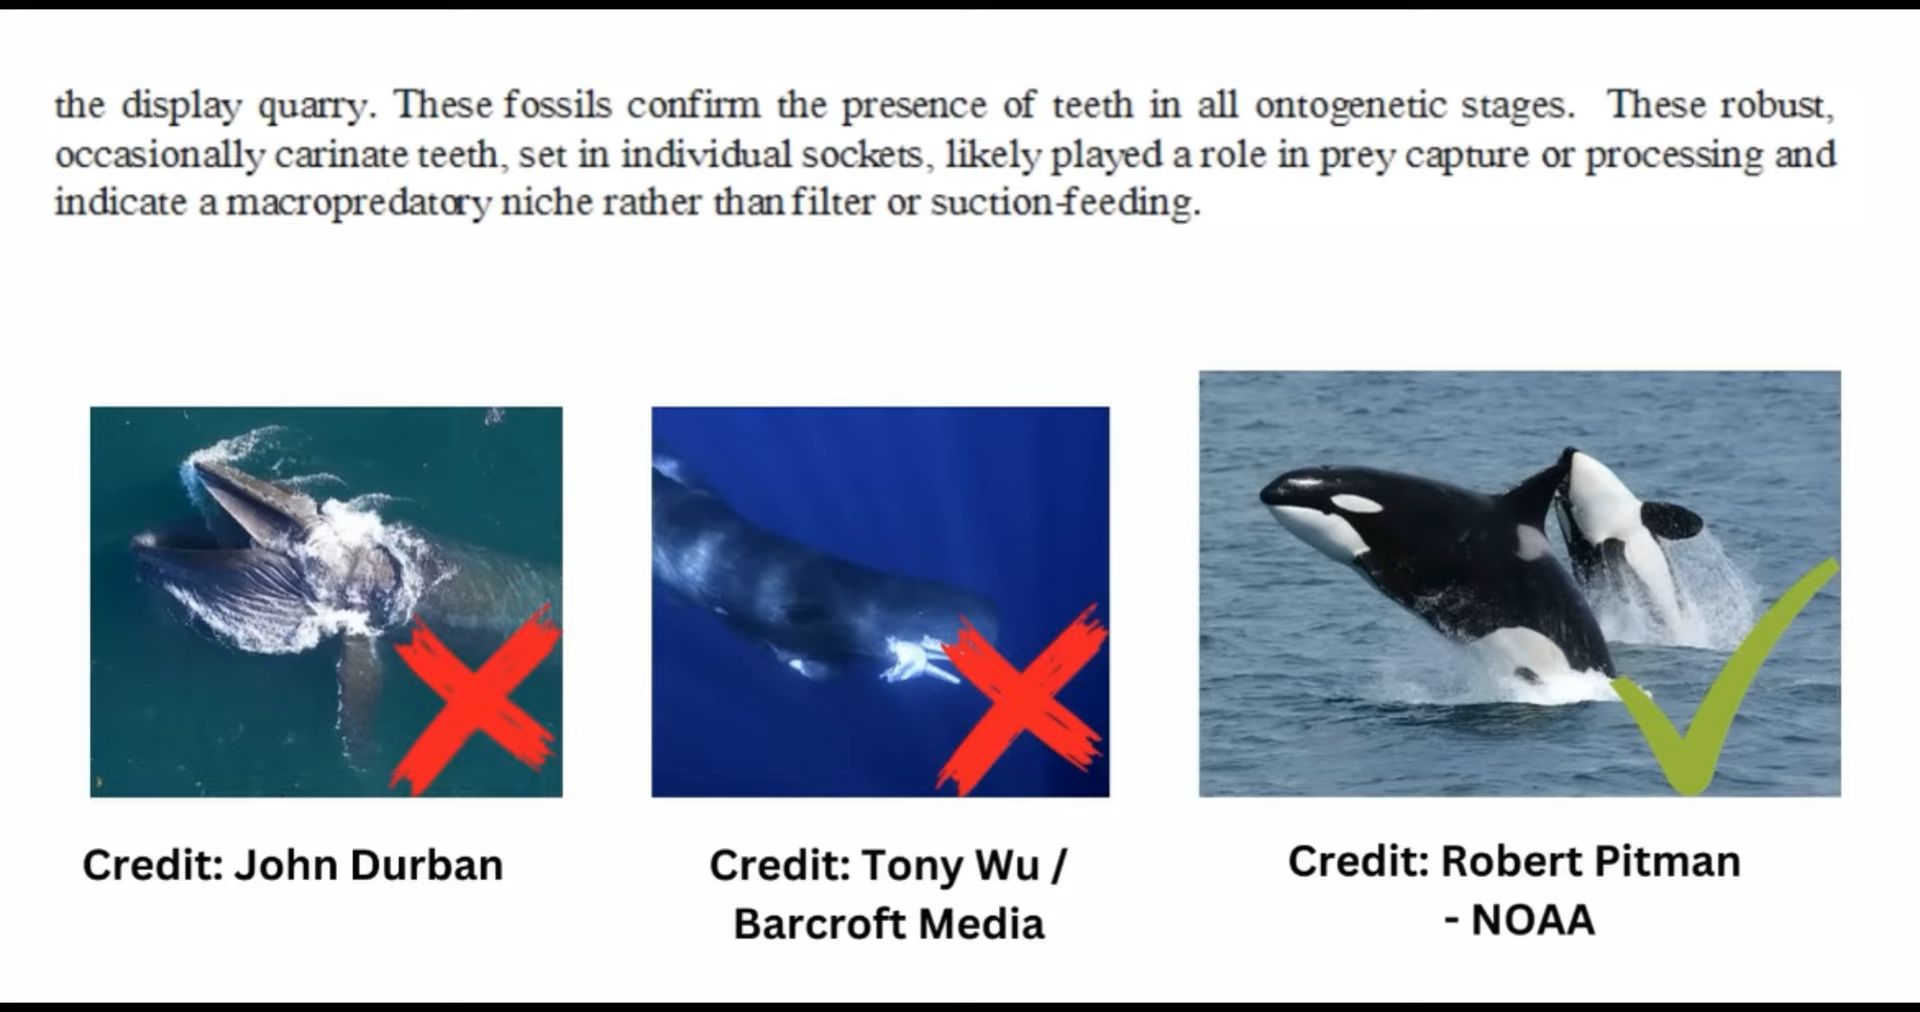 the display quarry. These fossils confirm the presence of teeth in all ontogenetic stages. These robust,
occasionally carinate teeth, set in individual sockets, likely played a role in prey capture or processing and
indicate a macropredatory niche rather than filter or suction-feeding.
Credit: John Durban
Credit: Tony Wu /
Barcroft Media
Credit: Robert Pitman
- NOAA